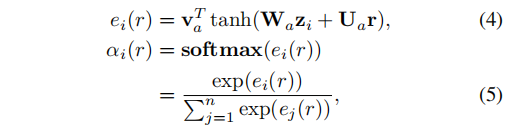 e_i(r) = v_a^T tanh(W_a z_i + U_a r), (4)
α_i(r) = softmax(e_i(r))
= exp(e_i(r)) / ∑_{j=1}^n exp(e_j(r)), (5)